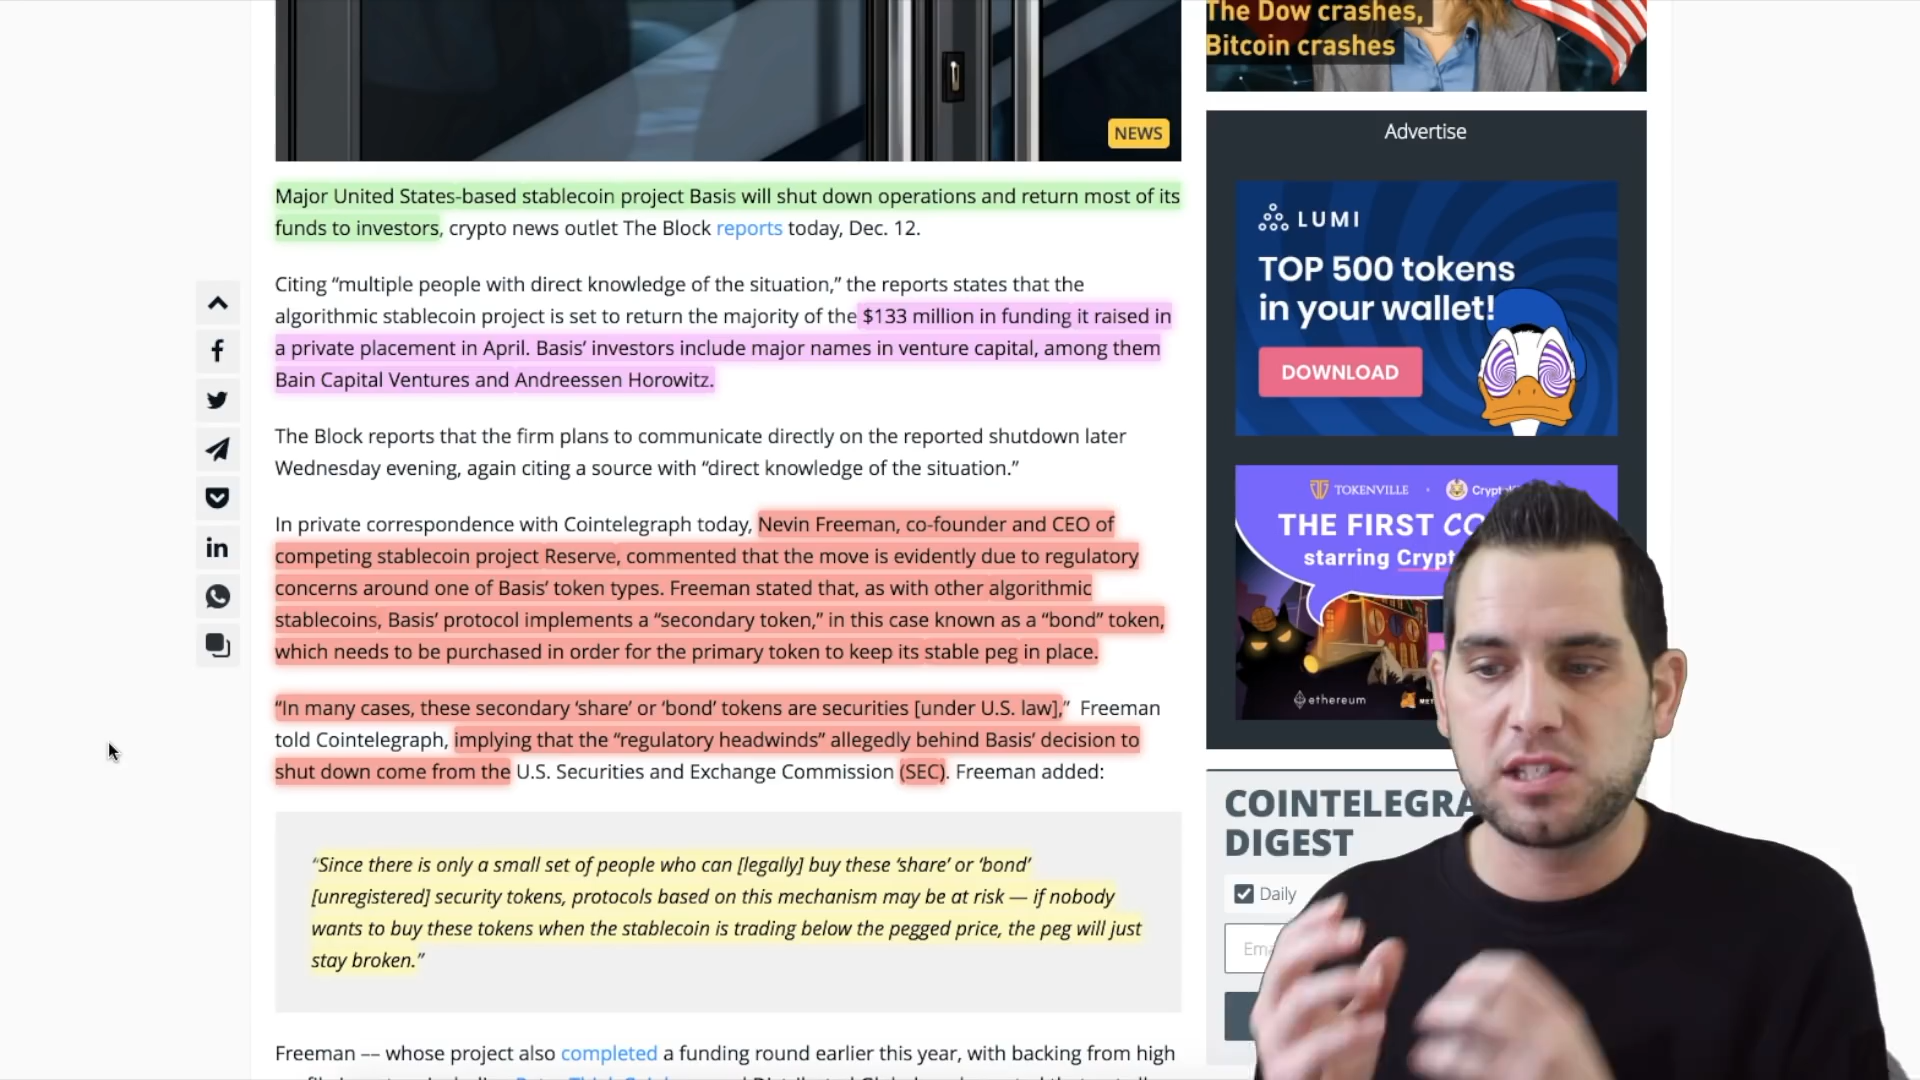 The Dow crashes,
Bitcoin crashes
NEWS
Major United States-based stablecoin project Basis will shut down operations and return most of its
funds to investors, crypto news outlet The Block reports today, Dec. 12.
Citing “multiple people with direct knowledge of the situation,” the reports states that the
algorithmic stablecoin project is set to return the majority of the $133 million in funding it raised in
a private placement in April. Basis’ investors include major names in venture capital, among them
Bain Capital Ventures and Andreessen Horowitz.
The Block reports that the firm plans to communicate directly on the reported shutdown later
Wednesday evening, again citing a source with “direct knowledge of the situation.”
In private correspondence with Cointelegraph today, Nevin Freeman, co-founder and CEO of
competing stablecoin project Reserve, commented that the move is evidently due to regulatory
concerns around one of Basis’ token types. Freeman stated that, as with other algorithmic
stablecoins, Basis’ protocol implements a “secondary token,” in this case known as a “bond” token,
which needs to be purchased in order for the primary token to keep its stable peg in place.
“In many cases, these secondary ‘share’ or ‘bond’ tokens are securities [under U.S. law],” Freeman
told Cointelegraph, implying that the “regulatory headwinds” allegedly behind Basis’ decision to
shut down come from the U.S. Securities and Exchange Commission (SEC). Freeman added:
“Since there is only a small set of people who can [legally] buy these ‘share’ or ‘bond’
[unregistered] security tokens, protocols based on this mechanism may be at risk — if nobody
wants to buy these tokens when the stablecoin is trading below the pegged price, the peg will just
stay broken.”
Freeman –– whose project also completed a funding round earlier this year, with backing from high
Advertise
LUMI
TOP 500 tokens
in your wallet!
DOWNLOAD
TOKENVILLE
THE FIRST
starring
ethereum
COINTELEGRA
DIGEST
Daily